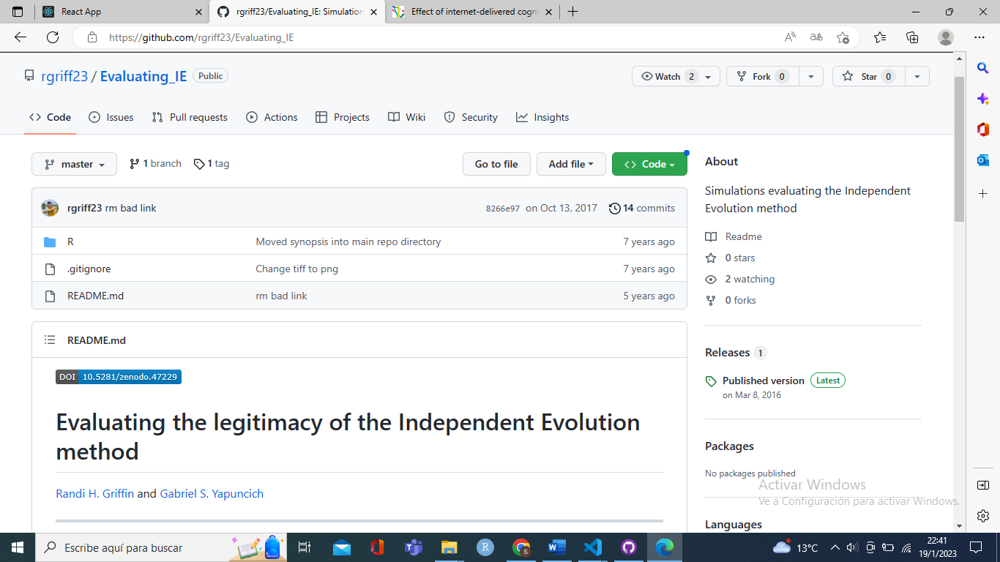 React App
rgriff23/Evaluating_IE: Simulation
Effect of internet-delivered cogni
https://github.com/rgriff23/Evaluating_IE
rgriff23 / Evaluating_IE Public
Watch 2
Fork 0
Star 0
Code Issues Pull requests Actions Projects Wiki Security Insights
master 1 branch 1 tag
Go to file Add file Code
rgriff23 rm bad link 8266e97 on Oct 13, 2017 14 commits
R Moved synopsis into main repo directory 7 years ago
.gitignore Change tiff to png 7 years ago
README.md rm bad link 5 years ago
README.md
DOI 10.5281/zenodo.47229
Evaluating the legitimacy of the Independent Evolution
method
Randi H. Griffin and Gabriel S. Yapuncich
About
Simulations evaluating the Independent
Evolution method
Readme
0 stars
2 watching
0 forks
Releases 1
Published version Latest
on Mar 8, 2016
Packages
No packages published
Languages
Activar Windows
Ve a Configuración para activar Windows.
Escribe aquí para buscar
13°C
22:41
19/1/2023